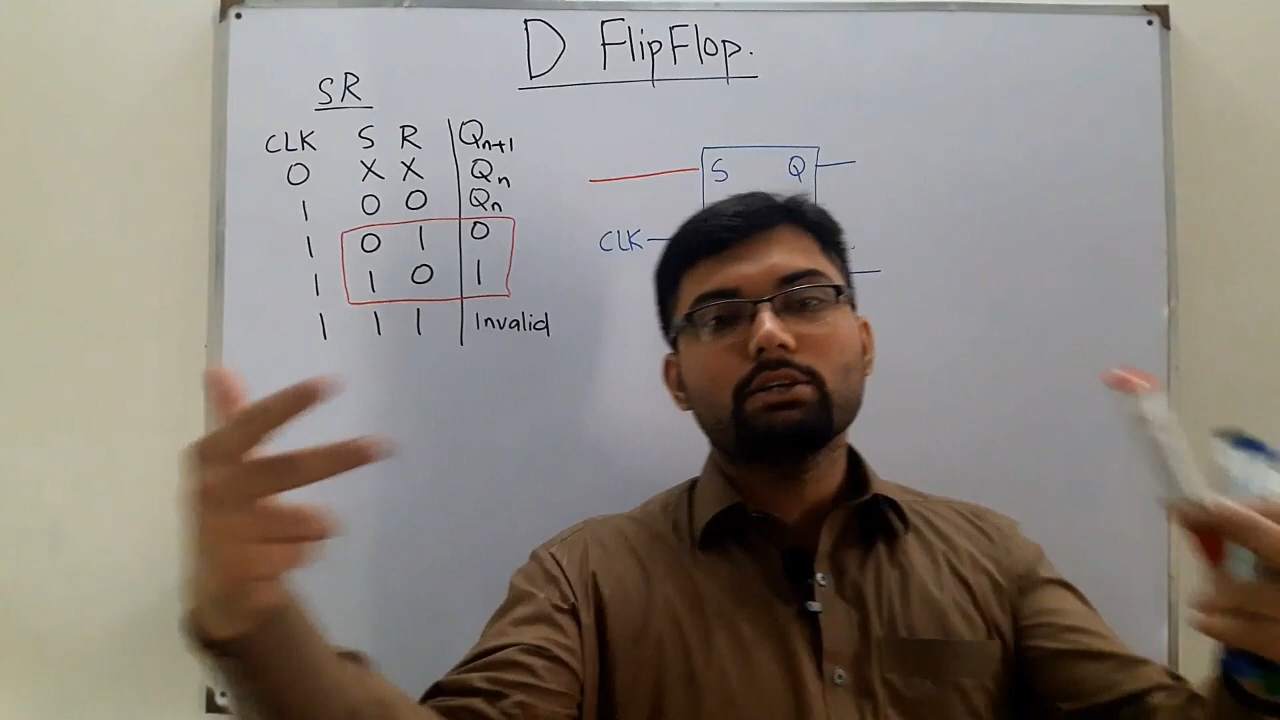 D FlipFlop.
SR
CLK S R Qn+1
0 X X Qn
1 0 0 Qn
1 0 1 0
1 1 0 1
1 1 1 Invalid
S Q
CLK